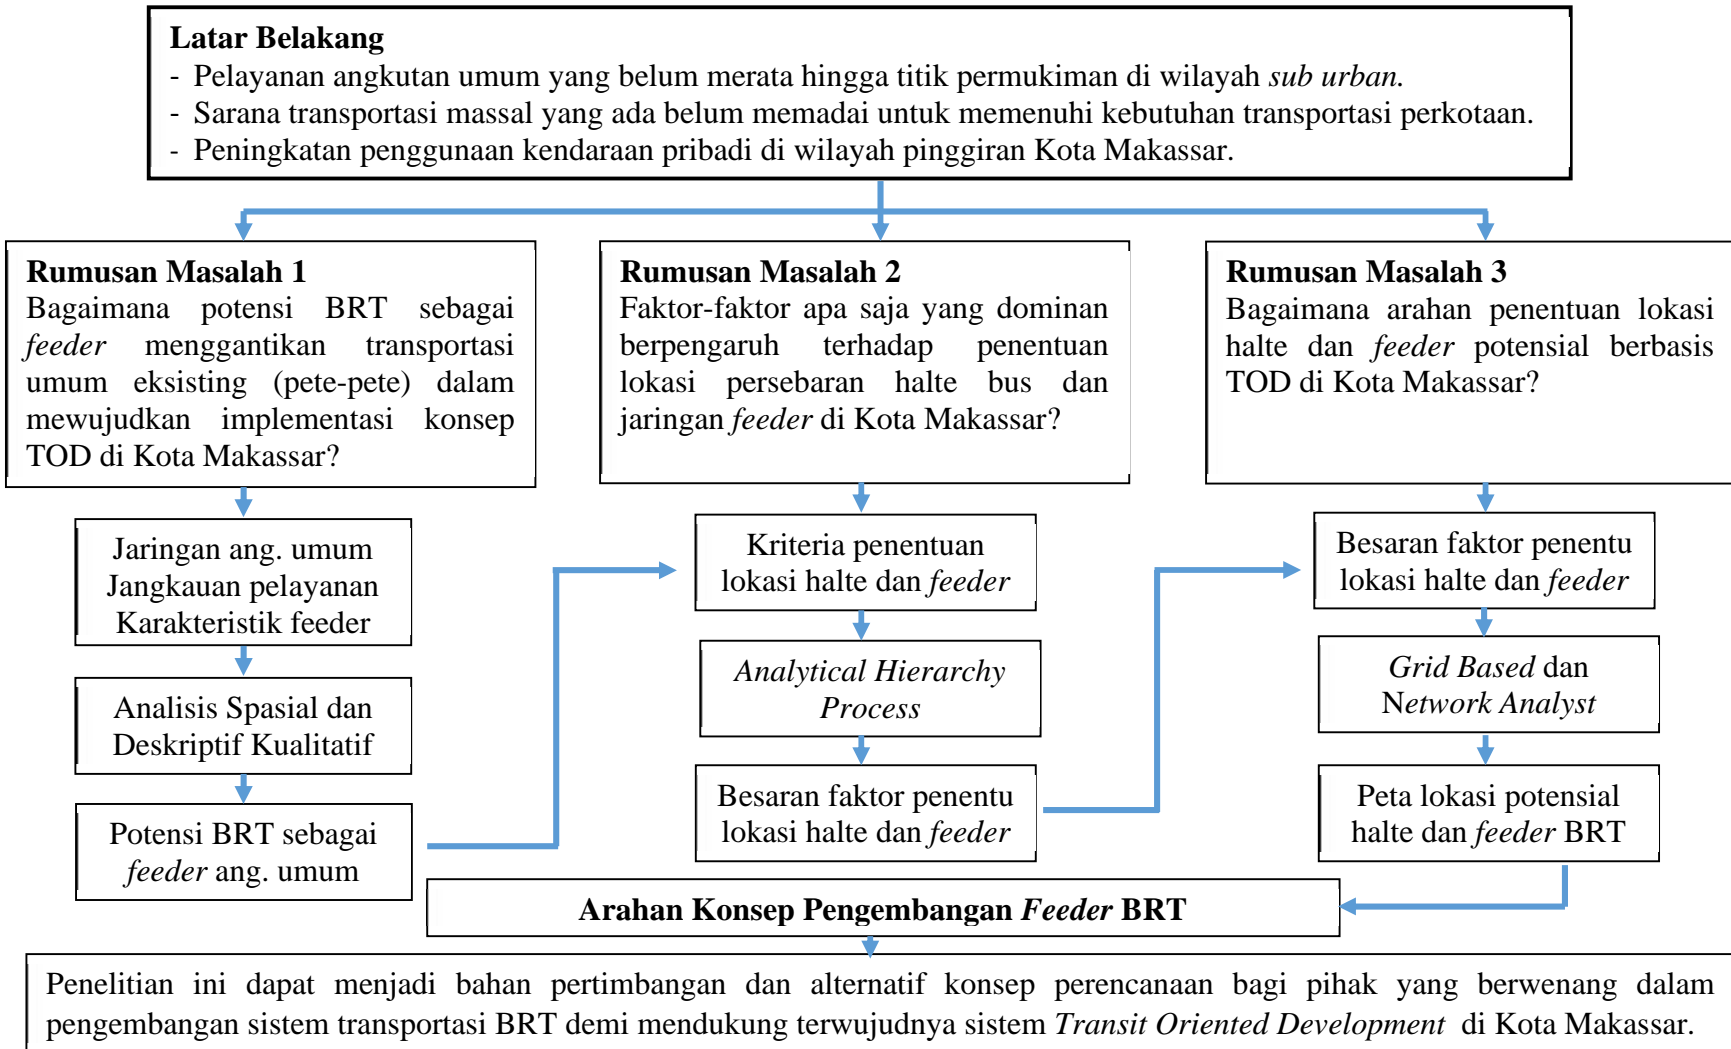 Latar Belakang
- Pelayanan angkutan umum yang belum merata hingga titik permukiman di wilayah sub urban.
- Sarana transportasi massal yang ada belum memadai untuk memenuhi kebutuhan transportasi perkotaan.
- Peningkatan penggunaan kendaraan pribadi di wilayah pinggiran Kota Makassar.
Rumusan Masalah 1
Bagaimana potensi BRT sebagai
feeder menggantikan transportasi
umum eksisting (pete-pete) dalam
mewujudkan implementasi konsep
TOD di Kota Makassar?
Rumusan Masalah 2
Faktor-faktor apa saja yang dominan
berpengaruh terhadap penentuan
lokasi persebaran halte bus dan
jaringan feeder di Kota Makassar?
Rumusan Masalah 3
Bagaimana arahan penentuan lokasi
halte dan feeder potensial berbasis
TOD di Kota Makassar?
Jaringan ang. umum
Jangkauan pelayanan
Karakteristik feeder
Analisis Spasial dan
Deskriptif Kualitatif
Potensi BRT sebagai
feeder ang. umum
Kriteria penentuan
lokasi halte dan feeder
Analytical Hierarchy
Process
Besaran faktor penentu
lokasi halte dan feeder
Besaran faktor penentu
lokasi halte dan feeder
Grid Based dan
Network Analyst
Peta lokasi potensial
halte dan feeder BRT
Arahan Konsep Pengembangan Feeder BRT
Penelitian ini dapat menjadi bahan pertimbangan dan alternatif konsep perencanaan bagi pihak yang berwenang dalam
pengembangan sistem transportasi BRT demi mendukung terwujudnya sistem Transit Oriented Development di Kota Makassar.